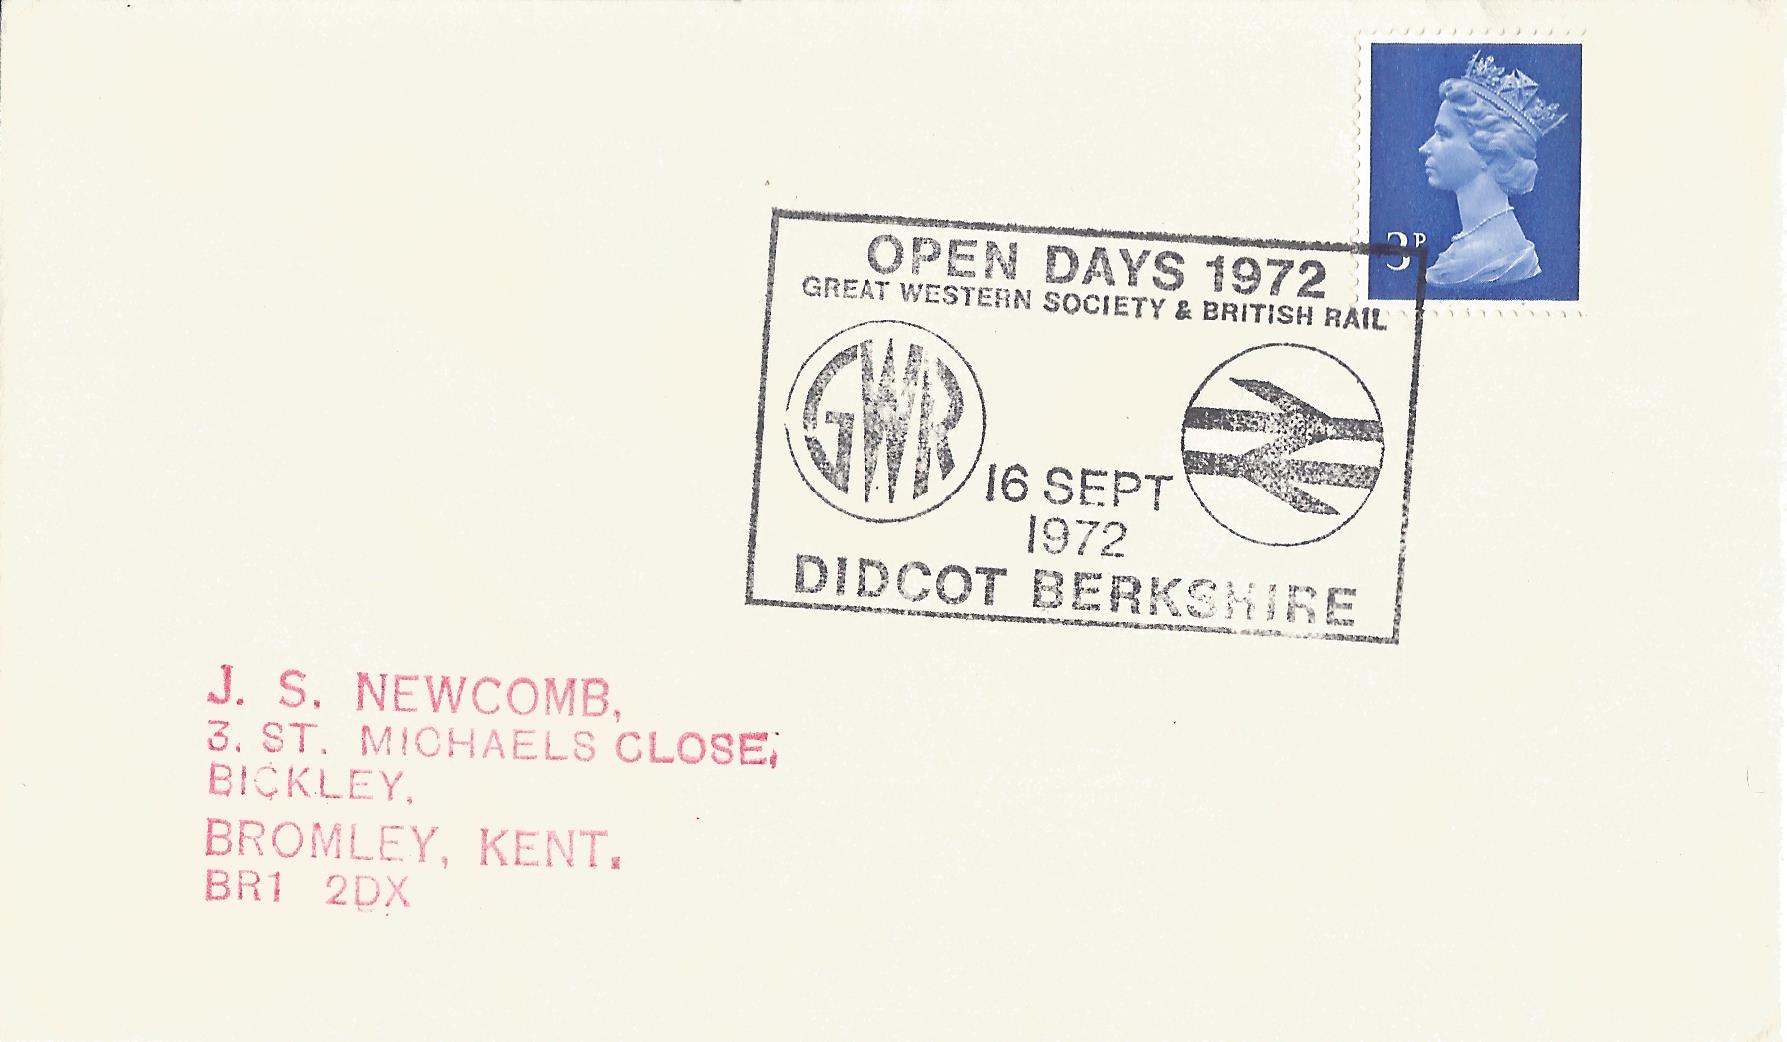 3P
OPEN DAYS 1972
GREAT WESTERN SOCIETY & BRITISH RAIL
GWR
16 SEPT
1972
DIDCOT BERKSHIRE
J. S. NEWCOMB,
3. ST. MICHAELS CLOSE,
BICKLEY,
BROMLEY, KENT.
BR1 2DX